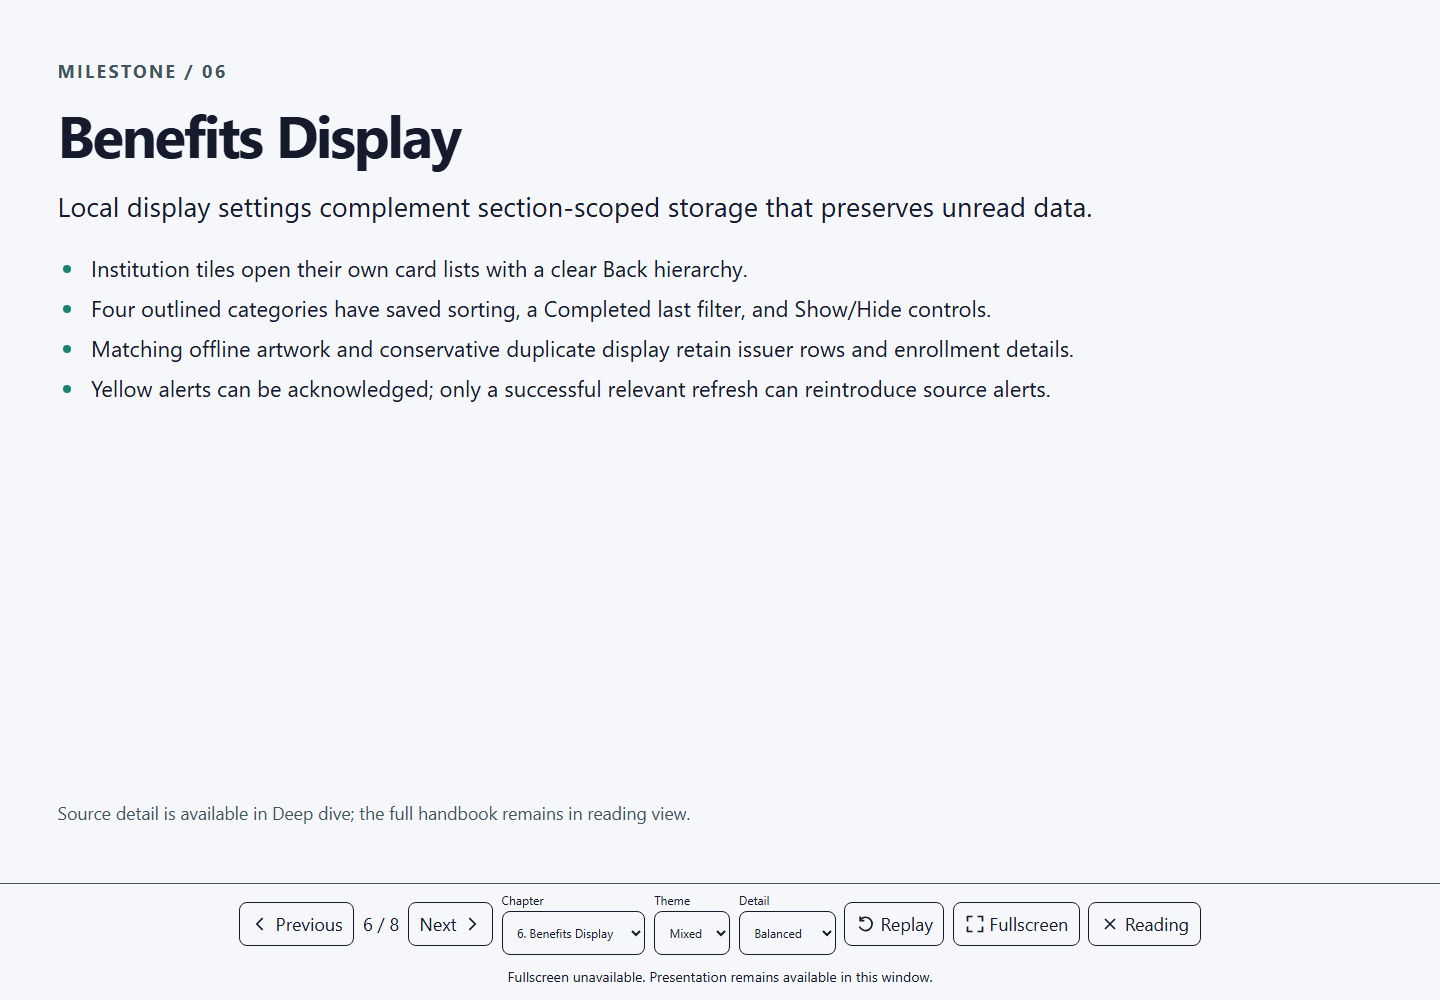 MILESTONE / 06
Benefits Display
Local display settings complement section-scoped storage that preserves unread data.
Institution tiles open their own card lists with a clear Back hierarchy.
Four outlined categories have saved sorting, a Completed last filter, and Show/Hide controls.
Matching offline artwork and conservative duplicate display retain issuer rows and enrollment details.
Yellow alerts can be acknowledged; only a successful relevant refresh can reintroduce source alerts.
Source detail is available in Deep dive; the full handbook remains in reading view.
Chapter Theme Detail
Previous 6 / 8 Next 6. Benefits Display Mixed Balanced Replay Fullscreen Reading
Fullscreen unavailable. Presentation remains available in this window.